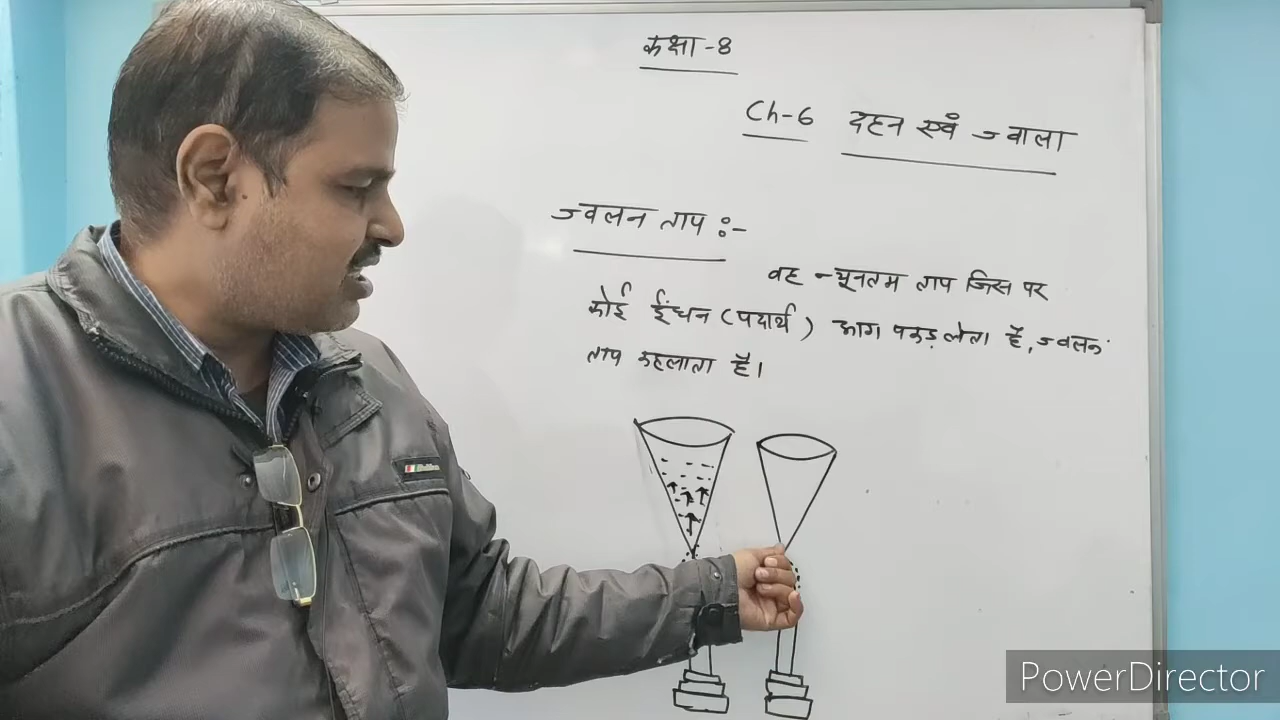 कक्षा -8
Ch-6 दहन एवं ज्वाला
ज्वलन ताप :-
वह न्यूनतम ताप जिस पर
कोई ईंधन (पदार्थ) आग पकड़ लेता है, ज्वलन
ताप कहलाता है।
PowerDirector